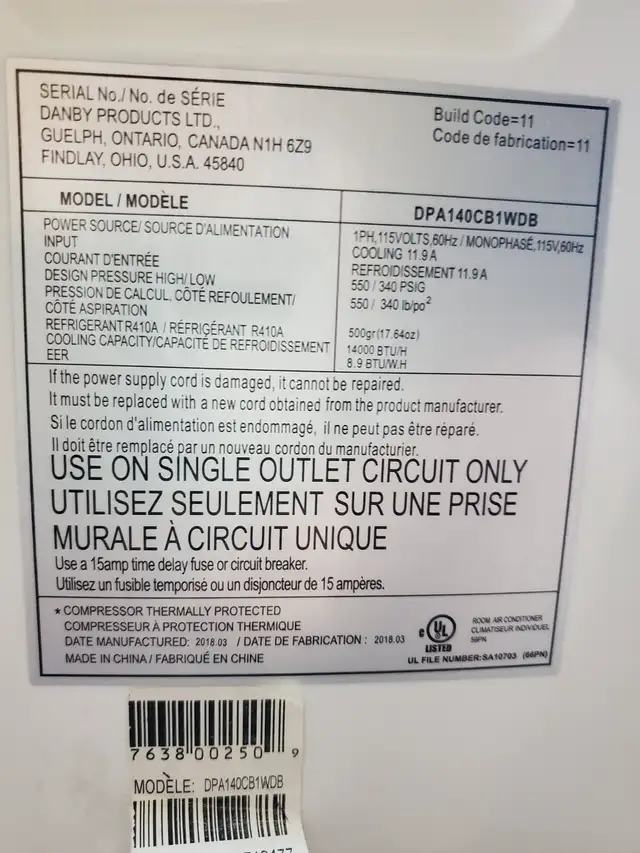 SERIAL No./ No. de SÉRIE
DANBY PRODUCTS LTD.,
GUELPH, ONTARIO, CANADA N1H 6Z9
FINDLAY, OHIO, U.S.A. 45840
Build Code=11
Code de fabrication=11
MODEL / MODÈLE
DPA140CB1WDB
POWER SOURCE/ SOURCE D'ALIMENTATION
1PH,115VOLTS,60Hz / MONOPHASÉ,115V,60Hz
INPUT
COOLING 11.9 A
COURANT D'ENTRÉE
REFROIDISSEMENT 11.9 A
DESIGN PRESSURE HIGH/ LOW
550 / 340 PSIG
PRESSION DE CALCUL, CÔTÉ REFOULEMENT/
550 / 340 lb/po²
CÔTÉ ASPIRATION
REFRIGERANT R410A / RÉFRIGÉRANT R410A
500gr(17.64oz)
COOLING CAPACITY/CAPACITÉ DE REFROIDISSEMENT
14000 BTU/H
EER
8.9 BTU/W.H
If the power supply cord is damaged, it cannot be repaired.
It must be replaced with a new cord obtained from the product manufacturer.
Si le cordon d'alimentation est endommagé, il ne peut pas être réparé.
Il doit être remplacé par un nouveau cordon du manufacturier.
USE ON SINGLE OUTLET CIRCUIT ONLY
UTILISEZ SEULEMENT SUR UNE PRISE
MURALE À CIRCUIT UNIQUE
Use a 15amp time delay fuse or circuit breaker.
Utilisez un fusible temporisé ou un disjoncteur de 15 ampères.
* COMPRESSOR THERMALLY PROTECTED
COMPRESSEUR À PROTECTION THERMIQUE
DATE MANUFACTURED: 2018.03 / DATE DE FABRICATION : 2018.03
MADE IN CHINA / FABRIQUÉ EN CHINE
c UL
LISTED
ROOM AIR CONDITIONER
CLIMATISEUR INDIVIDUEL
UL FILE NUMBER:SA10703 (66PN)
7 63800250 9
MODÈLE: DPA140CB1WDB